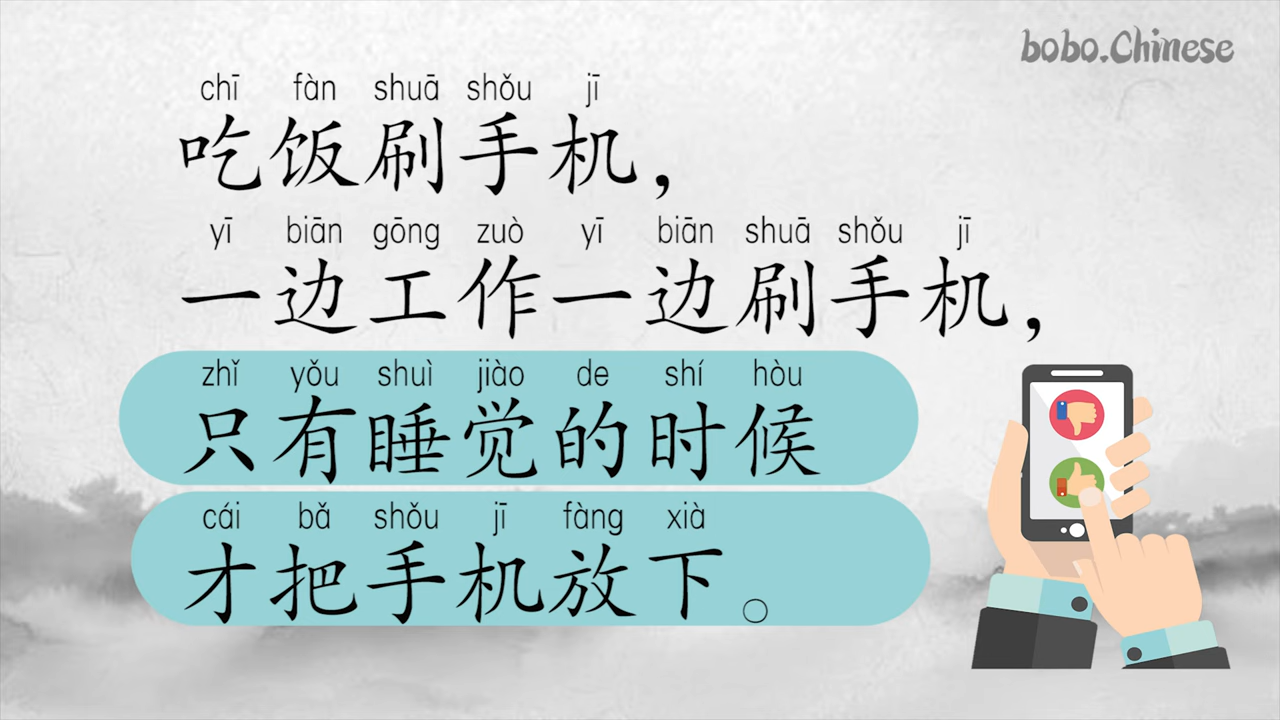 bobo.Chinese
chī fàn shuā shǒu jī
吃饭刷手机，
yī biān gōng zuò yī biān shuā shǒu jī
一边工作一边刷手机，
zhǐ yǒu shuì jiào de shí hòu
只有睡觉的时候
cái bǎ shǒu jī fàng xià
才把手机放下。